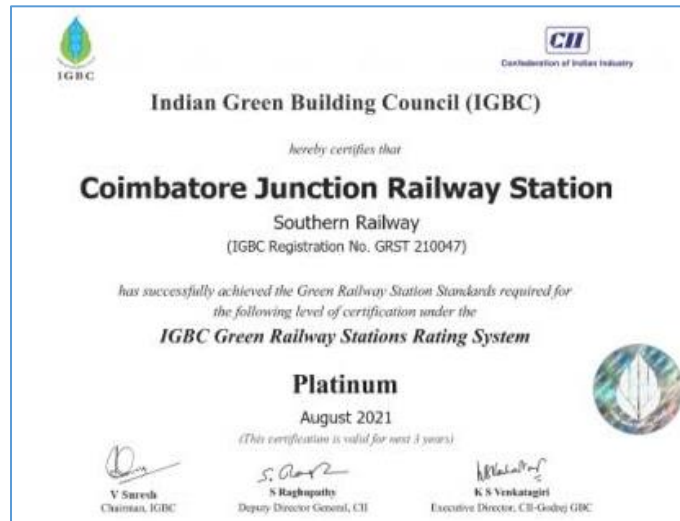 IGBC
CII
Confederation of Indian Industry
Indian Green Building Council (IGBC)
hereby certifies that
Coimbatore Junction Railway Station
Southern Railway
(IGBC Registration No. GRST 210047)
has successfully achieved the Green Railway Station Standards required for
the following level of certification under the
IGBC Green Railway Stations Rating System
Platinum
August 2021
(This certification is valid for next 3 years)
V Suresh
Chairman, IGBC
S Raghupathy
Deputy Director General, CII
K S Venkatagiri
Executive Director, CII-Godrej GBC